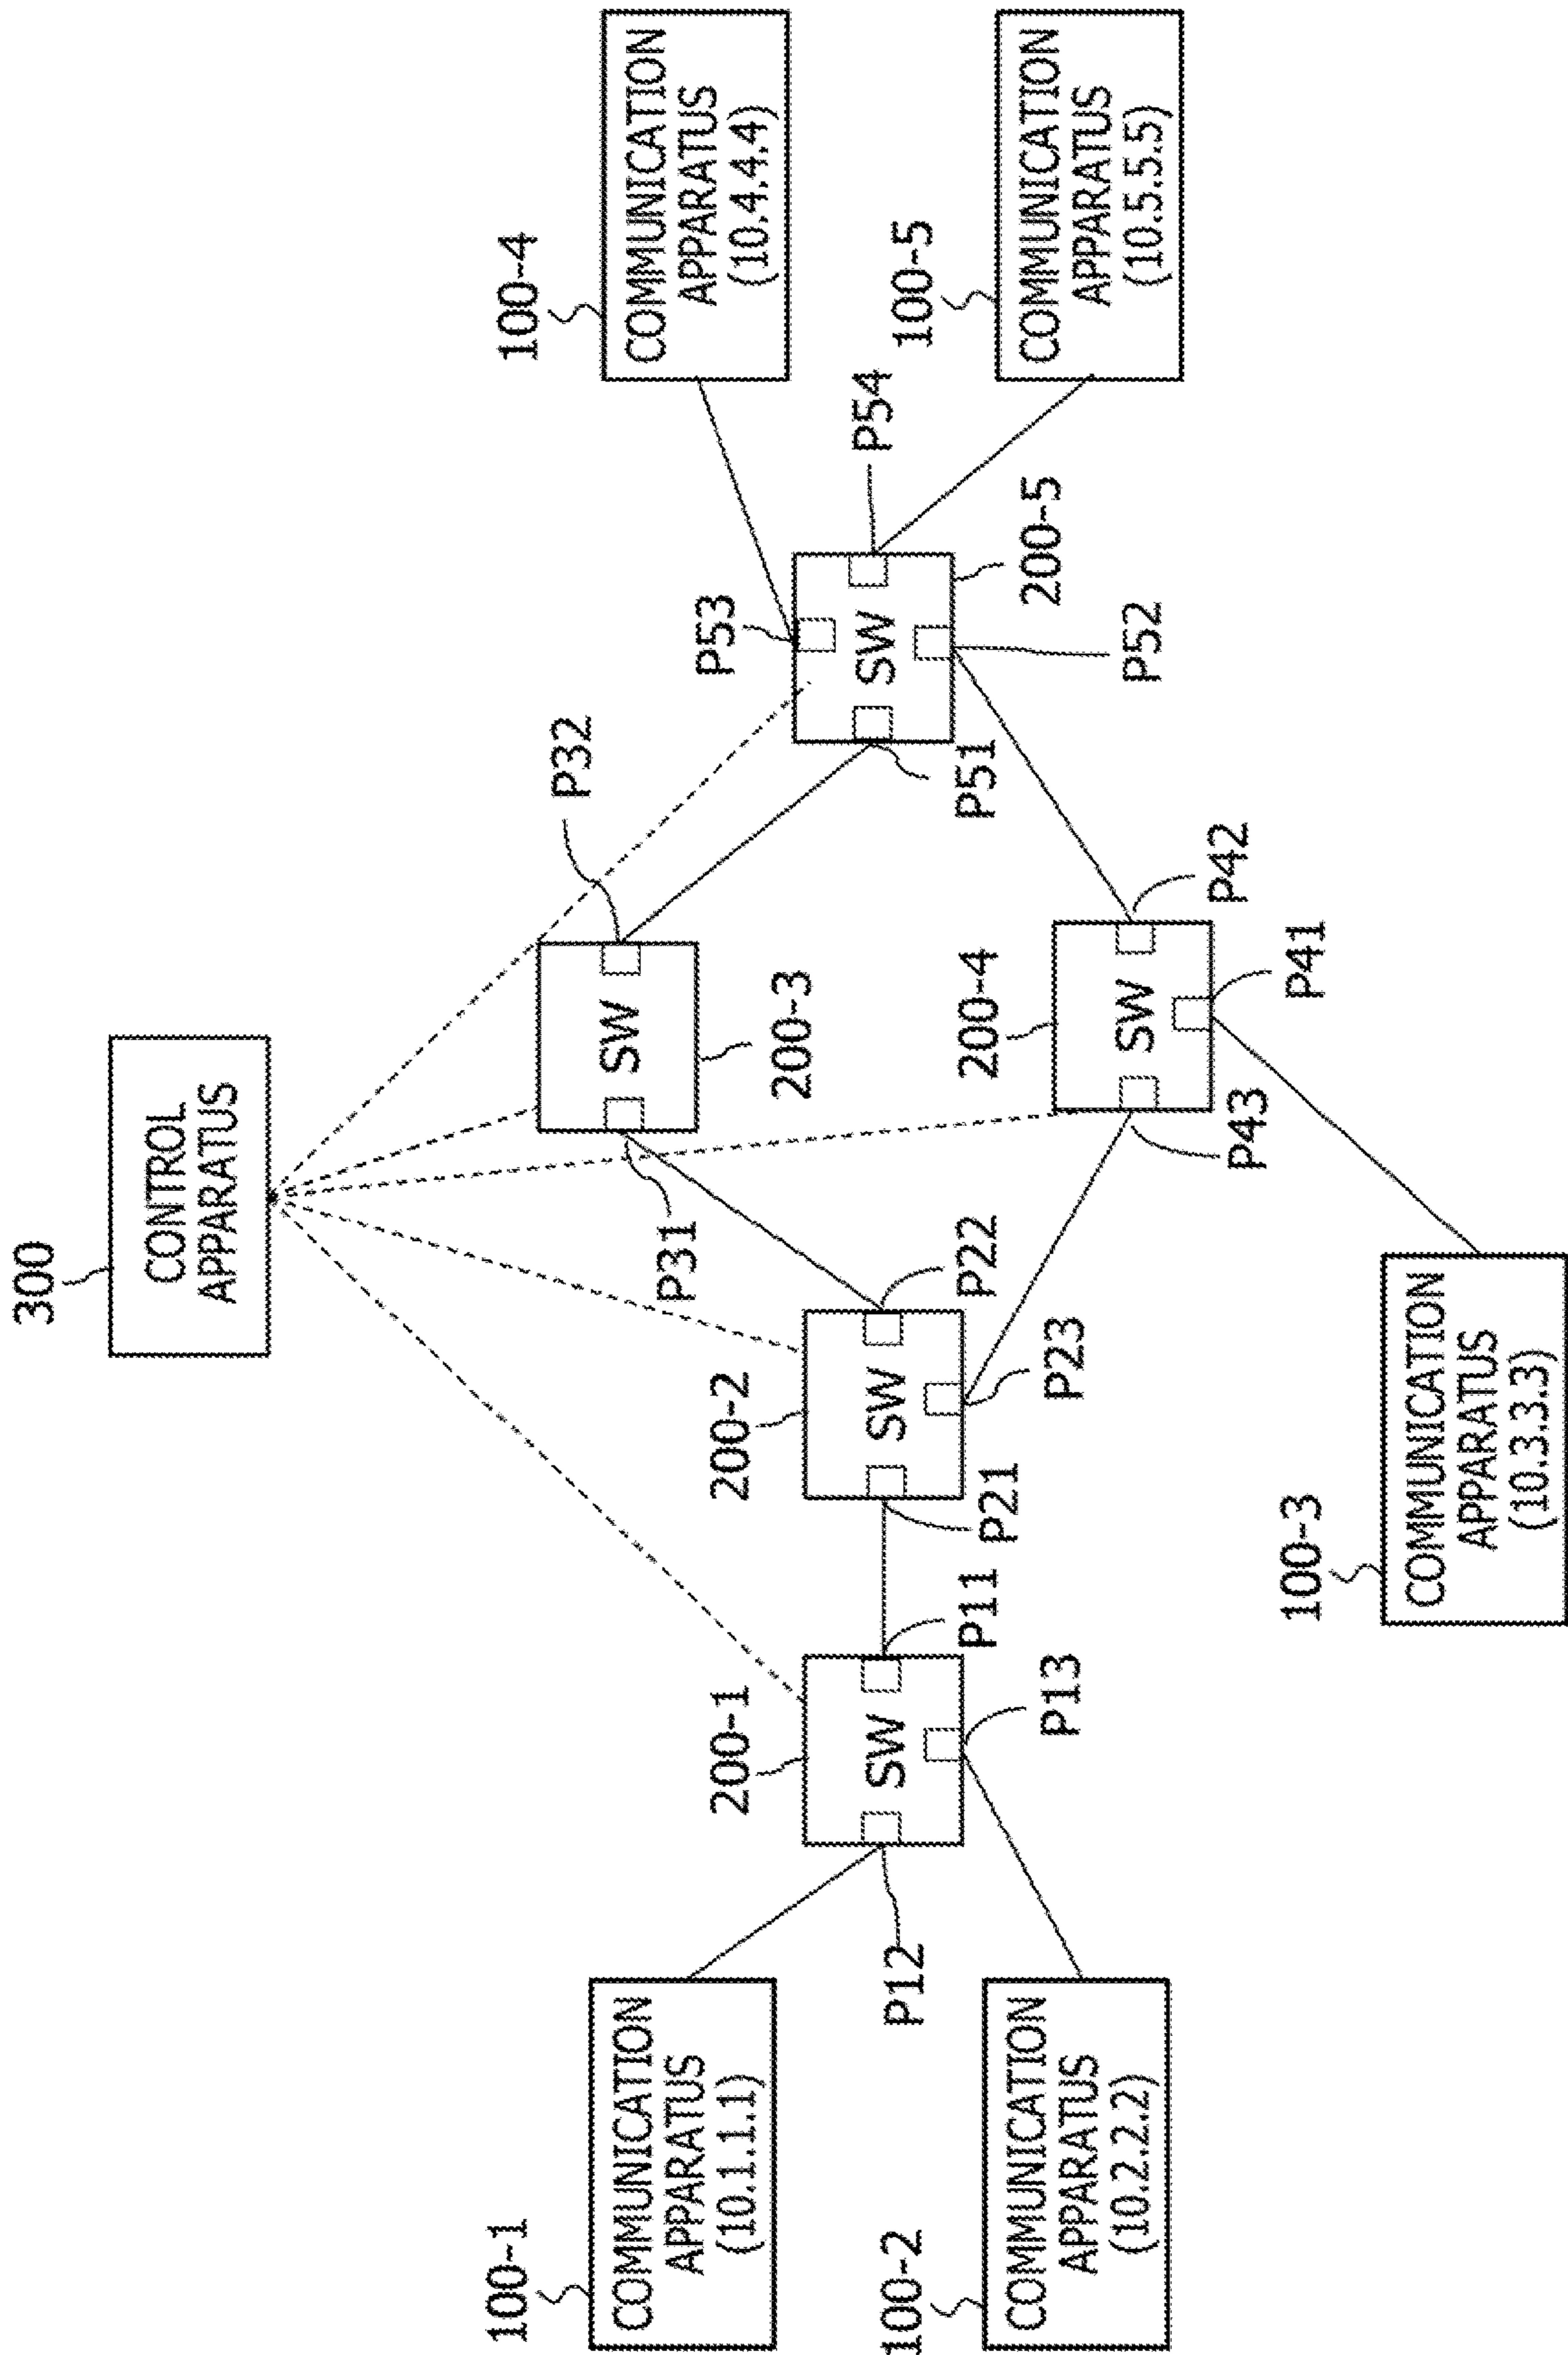 300
CONTROL
APPARATUS
100-1
COMMUNICATION
APPARATUS
(10.1.1.1)
100-2
COMMUNICATION
APPARATUS
(10.2.2.2)
P12
200-1
SW
P11
P13
200-2
SW
P21
P22
P23
P31
SW
200-3
P32
200-4
SW
P43
P42
P41
100-3
COMMUNICATION
APPARATUS
(10.3.3.3)
P53
SW
P51
P54
200-5
P52
100-4
COMMUNICATION
APPARATUS
(10.4.4.4)
100-5
COMMUNICATION
APPARATUS
(10.5.5.5)